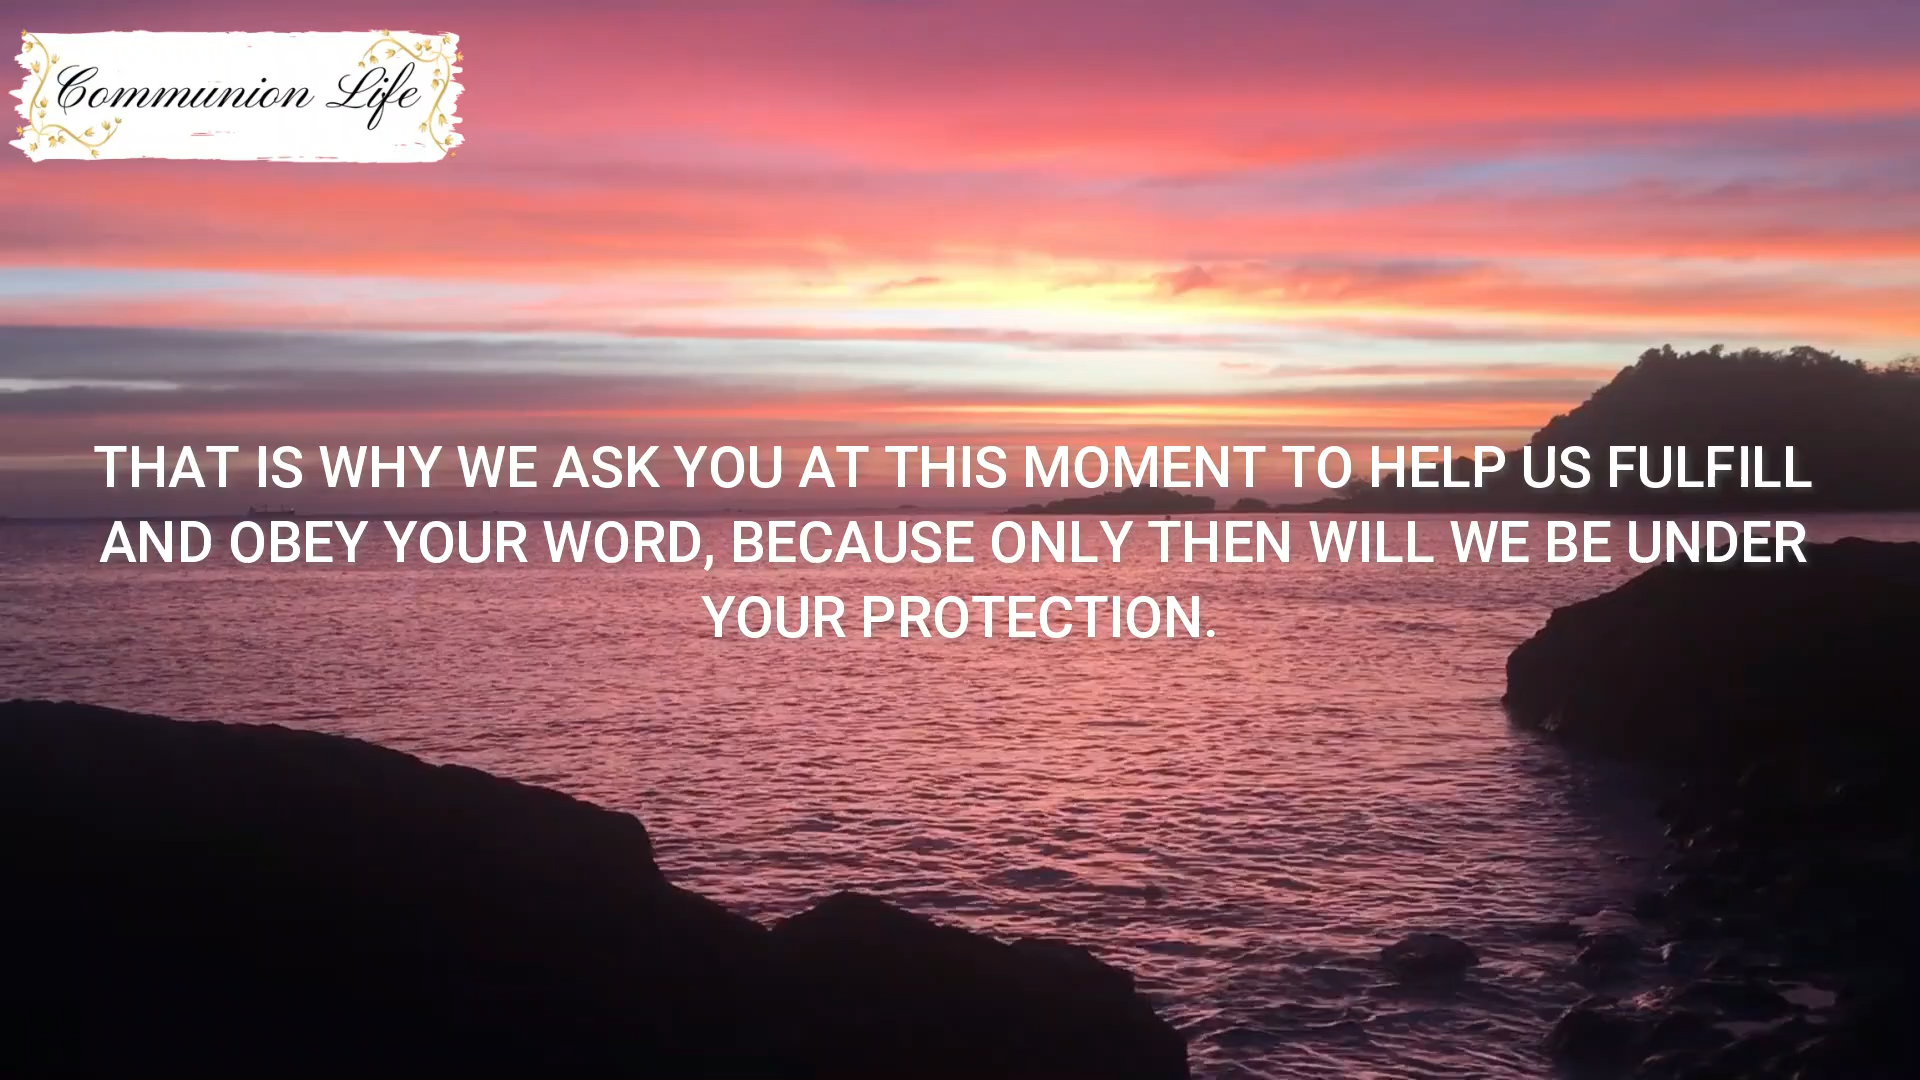 Communion Life
THAT IS WHY WE ASK YOU AT THIS MOMENT TO HELP US FULFILL
AND OBEY YOUR WORD, BECAUSE ONLY THEN WILL WE BE UNDER
YOUR PROTECTION.